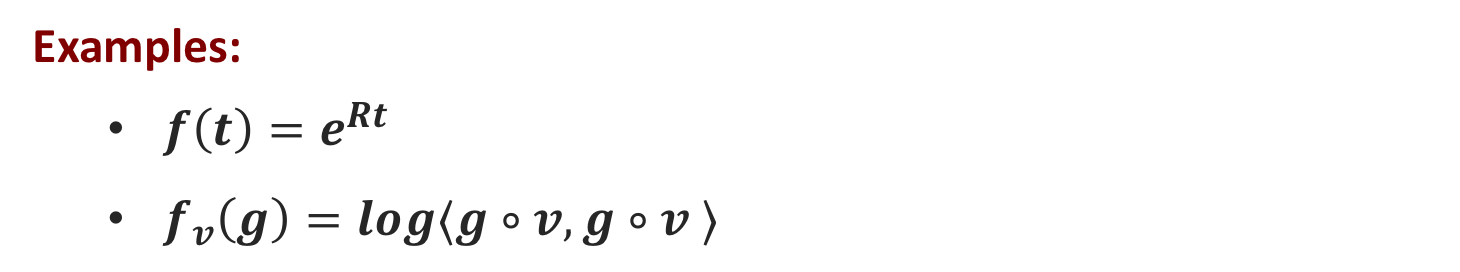 Examples:
• f(t) = e^{Rt}
• f_v(g) = log⟨g ∘ v, g ∘ v ⟩